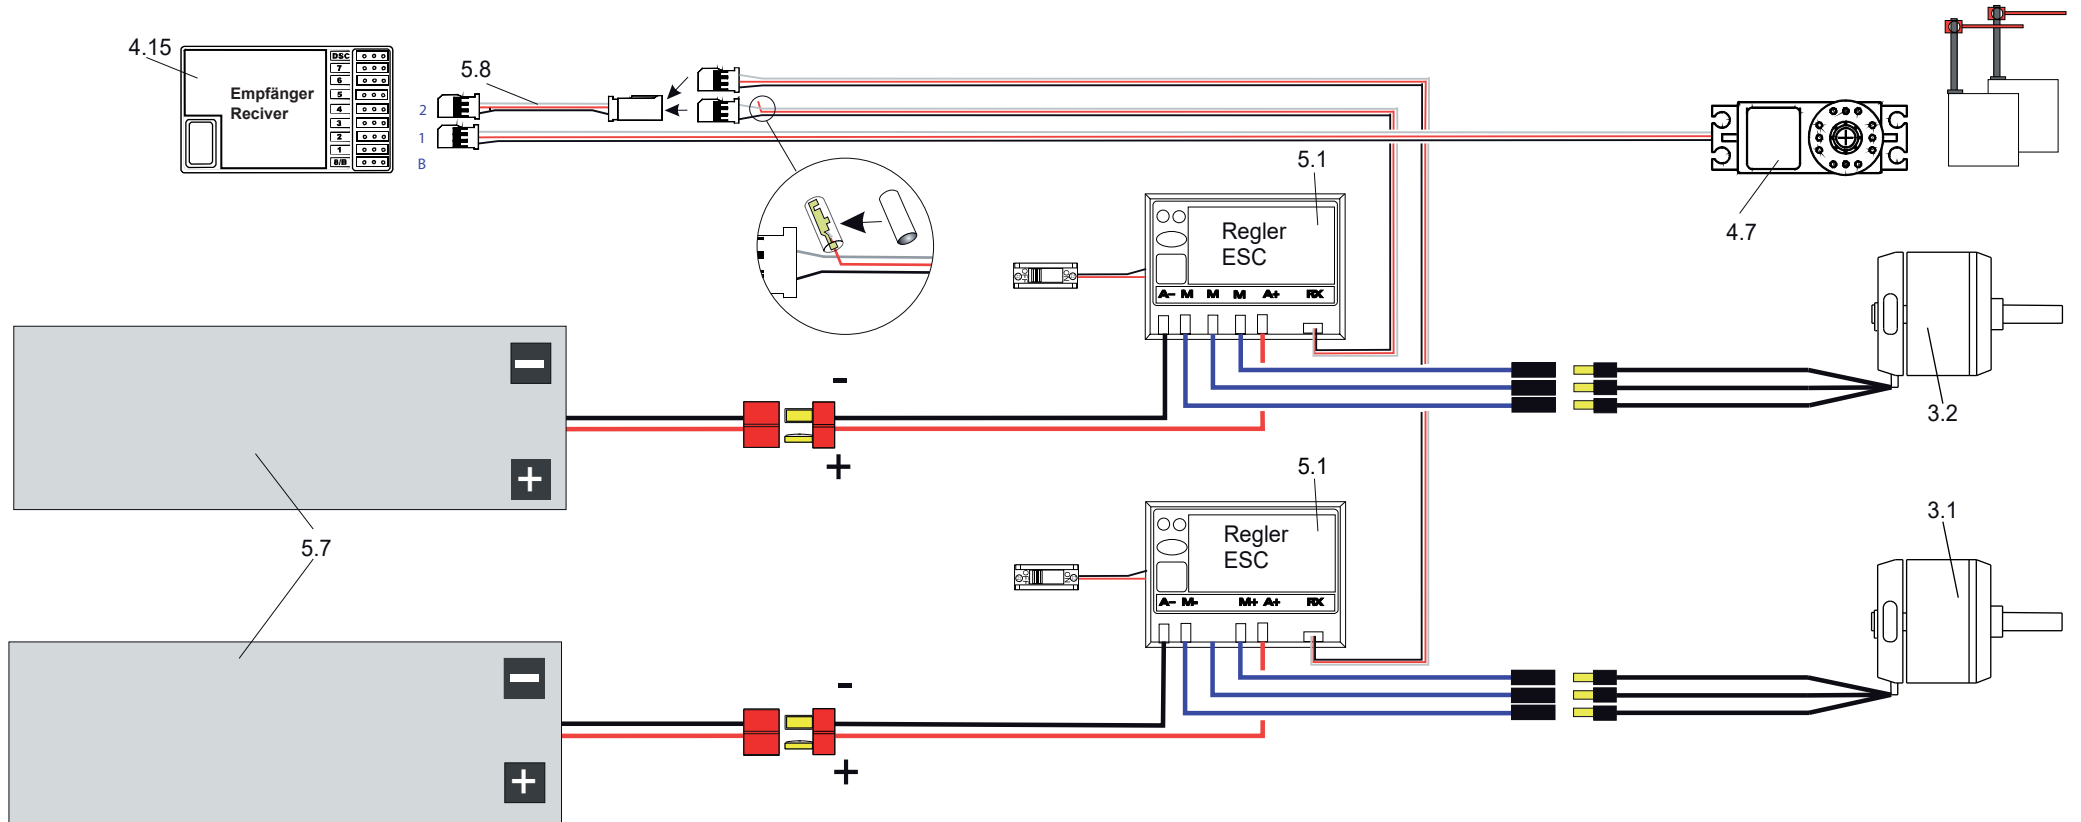 4.15
DSC
7
6
5
4
3
2
1
B/B
Empfänger
Reciver
5.8
2
1
B
4.7
5.1
Regler
ESC
A- M M M A+ RX
3.2
-
+
5.7
5.1
Regler
ESC
A- M- M+ A+ RX
3.1
-
+